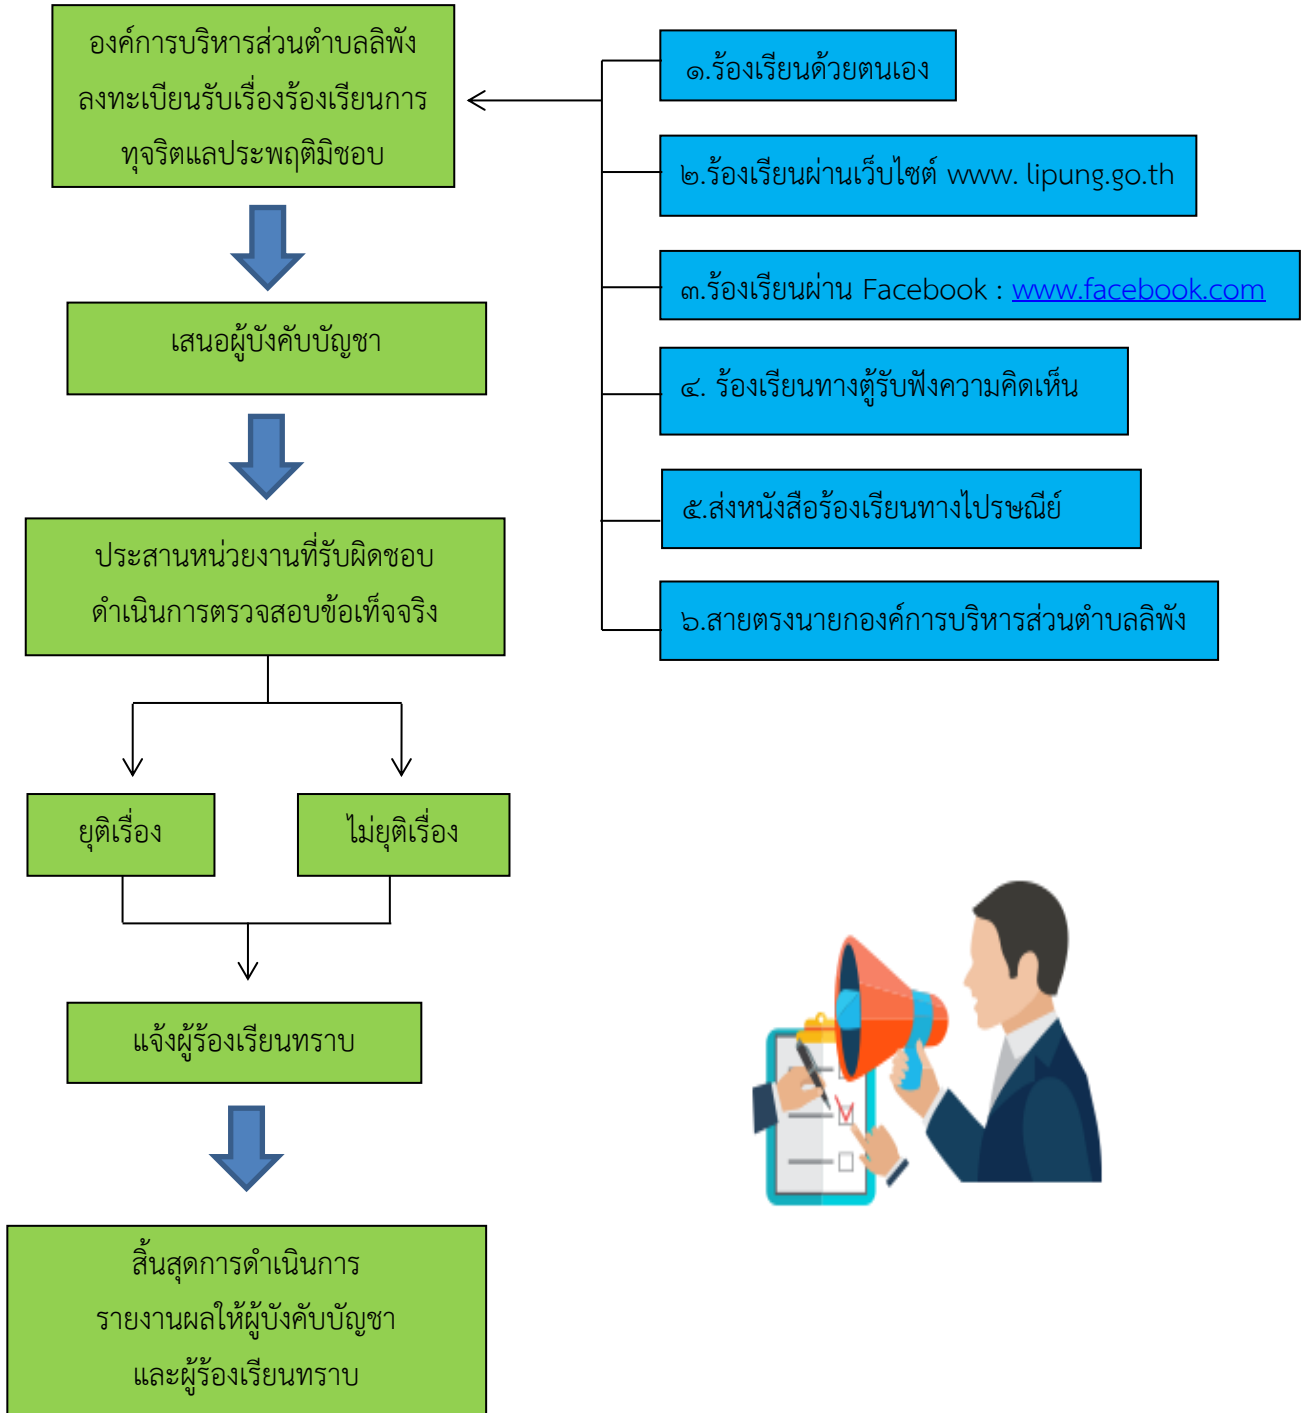 องค์การบริหารส่วนตำบลลิพัง
ลงทะเบียนรับเรื่องร้องเรียนการ
ทุจริตแลประพฤติมิชอบ
๑.ร้องเรียนด้วยตนเอง
๒.ร้องเรียนผ่านเว็บไซต์ www. lipung.go.th
๓.ร้องเรียนผ่าน Facebook : www.facebook.com
๔. ร้องเรียนทางตู้รับฟังความคิดเห็น
๕.ส่งหนังสือร้องเรียนทางไปรษณีย์
๖.สายตรงนายกองค์การบริหารส่วนตำบลลิพัง
เสนอผู้บังคับบัญชา
ประสานหน่วยงานที่รับผิดชอบ
ดำเนินการตรวจสอบข้อเท็จจริง
ยุติเรื่อง
ไม่ยุติเรื่อง
แจ้งผู้ร้องเรียนทราบ
สิ้นสุดการดำเนินการ
รายงานผลให้ผู้บังคับบัญชา
และผู้ร้องเรียนทราบ